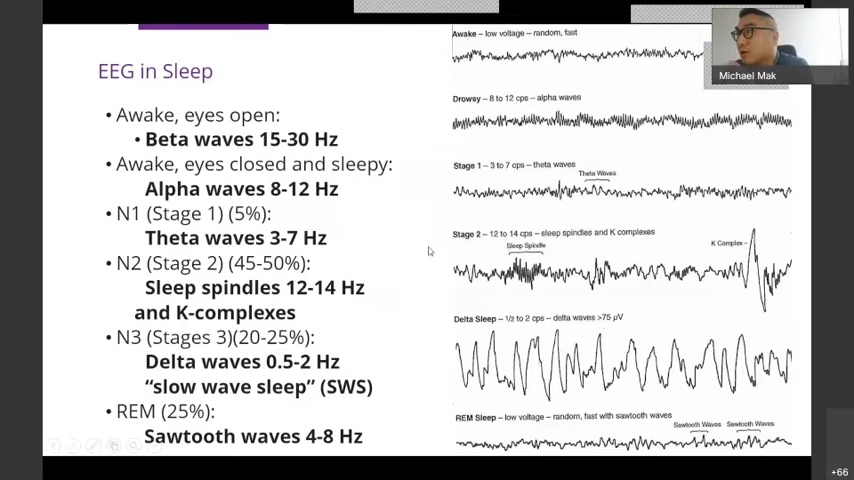 EEG in Sleep
• Awake, eyes open:
• Beta waves 15-30 Hz
• Awake, eyes closed and sleepy:
Alpha waves 8-12 Hz
• N1 (Stage 1) (5%):
Theta waves 3-7 Hz
• N2 (Stage 2) (45-50%):
Sleep spindles 12-14 Hz
and K-complexes
• N3 (Stages 3)(20-25%):
Delta waves 0.5-2 Hz
“slow wave sleep” (SWS)
• REM (25%):
Sawtooth waves 4-8 Hz
Awake – low voltage - random, fast
Drowsy – 8 to 12 cps - alpha waves
Stage 1 – 3 to 7 cps - theta waves
Theta Waves
Stage 2 – 12 to 14 cps - sleep spindles and K complexes
Sleep Spindle
K Complex –
Delta Sleep – 1/2 to 2 cps – delta waves >75 µV
REM Sleep – low voltage - random, fast with sawtooth waves
Sawtooth Waves
Sawtooth Waves
Michael Mak
+66